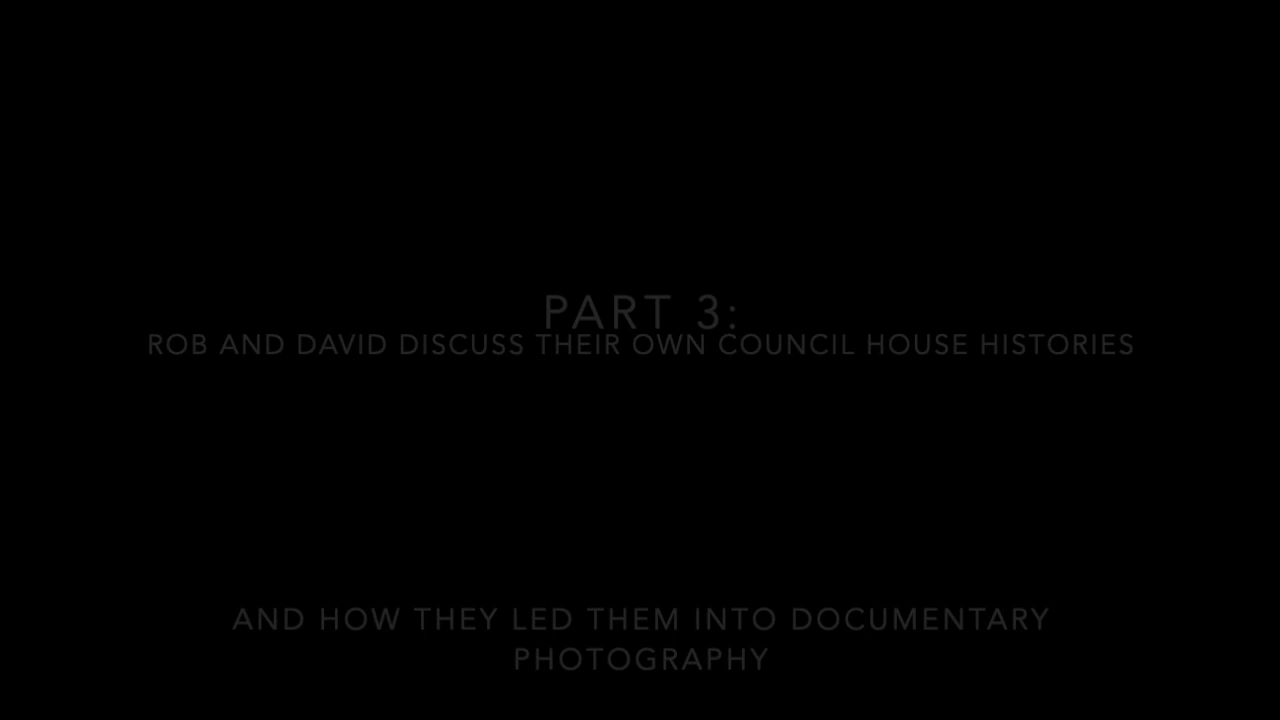 PART 3:
ROB AND DAVID DISCUSS THEIR OWN COUNCIL HOUSE HISTORIES
AND HOW THEY LED THEM INTO DOCUMENTARY
PHOTOGRAPHY